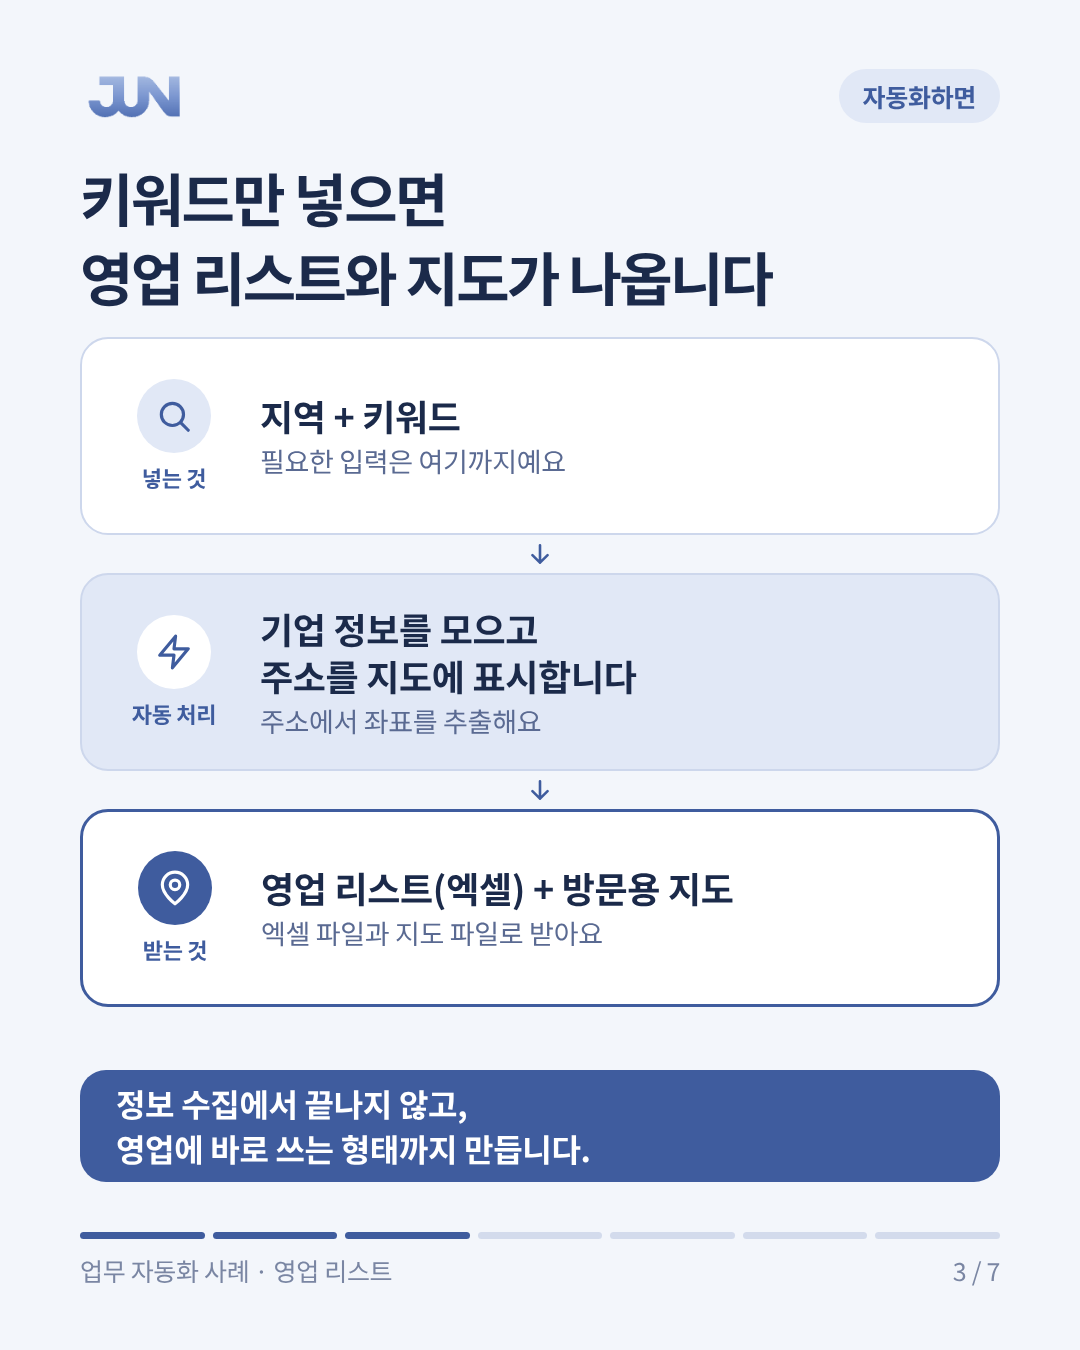 JUN
자동화하면
키워드만 넣으면
영업 리스트와 지도가 나옵니다
넣는 것
지역 + 키워드
필요한 입력은 여기까지예요
자동 처리
기업 정보를 모으고
주소를 지도에 표시합니다
주소에서 좌표를 추출해요
받는 것
영업 리스트(엑셀) + 방문용 지도
엑셀 파일과 지도 파일로 받아요
정보 수집에서 끝나지 않고,
영업에 바로 쓰는 형태까지 만듭니다.
업무 자동화 사례 · 영업 리스트
3 / 7